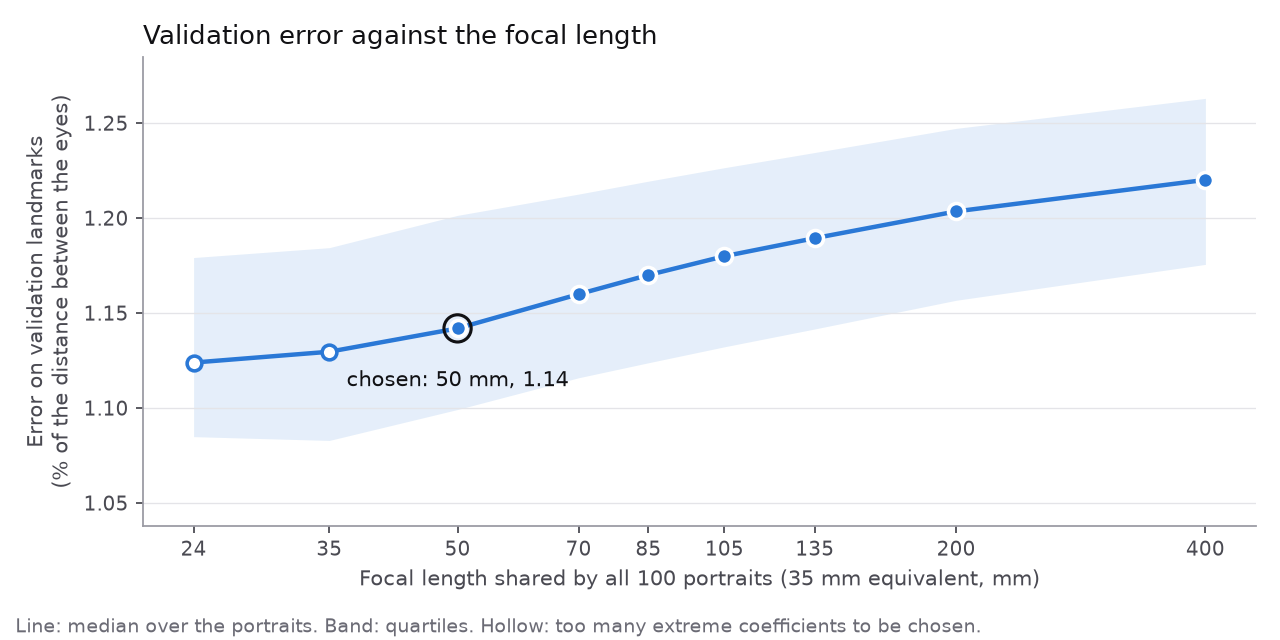 Validation error against the focal length
Error on validation landmarks
(% of the distance between the eyes)
1.25
1.20
1.15
1.10
1.05
chosen: 50 mm, 1.14
24 35 50 70 85 105 135 200 400
Focal length shared by all 100 portraits (35 mm equivalent, mm)
Line: median over the portraits. Band: quartiles. Hollow: too many extreme coefficients to be chosen.